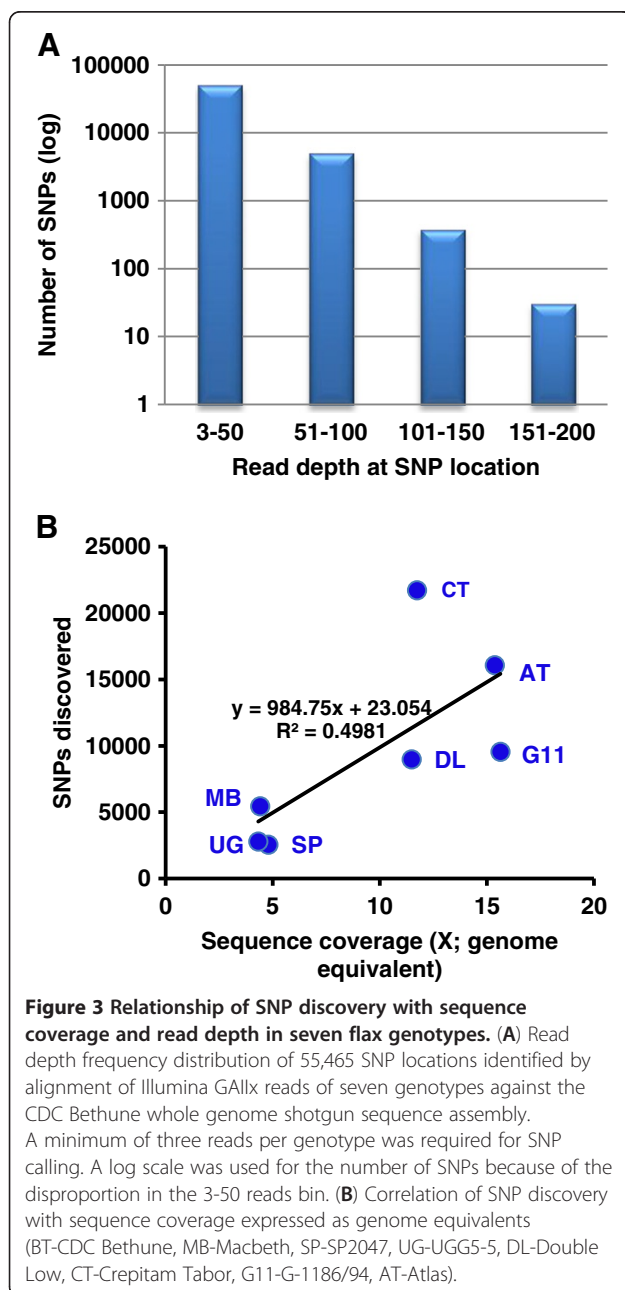 A
100000
10000
1000
100
10
1
Number of SNPs (log)
3-50 51-100 101-150 151-200
Read depth at SNP location
B
25000
20000
15000
10000
5000
0
SNPs discovered
CT
AT
y = 984.75x + 23.054
R² = 0.4981
DL
G11
MB
UG
SP
0 5 10 15 20
Sequence coverage (X; genome
equivalent)
Figure 3 Relationship of SNP discovery with sequence
coverage and read depth in seven flax genotypes. (A) Read
depth frequency distribution of 55,465 SNP locations identified by
alignment of Illumina GAIIx reads of seven genotypes against the
CDC Bethune whole genome shotgun sequence assembly.
A minimum of three reads per genotype was required for SNP
calling. A log scale was used for the number of SNPs because of the
disproportion in the 3-50 reads bin. (B) Correlation of SNP discovery
with sequence coverage expressed as genome equivalents
(BT-CDC Bethune, MB-Macbeth, SP-SP2047, UG-UGG5-5, DL-Double
Low, CT-Crepitam Tabor, G11-G-1186/94, AT-Atlas).